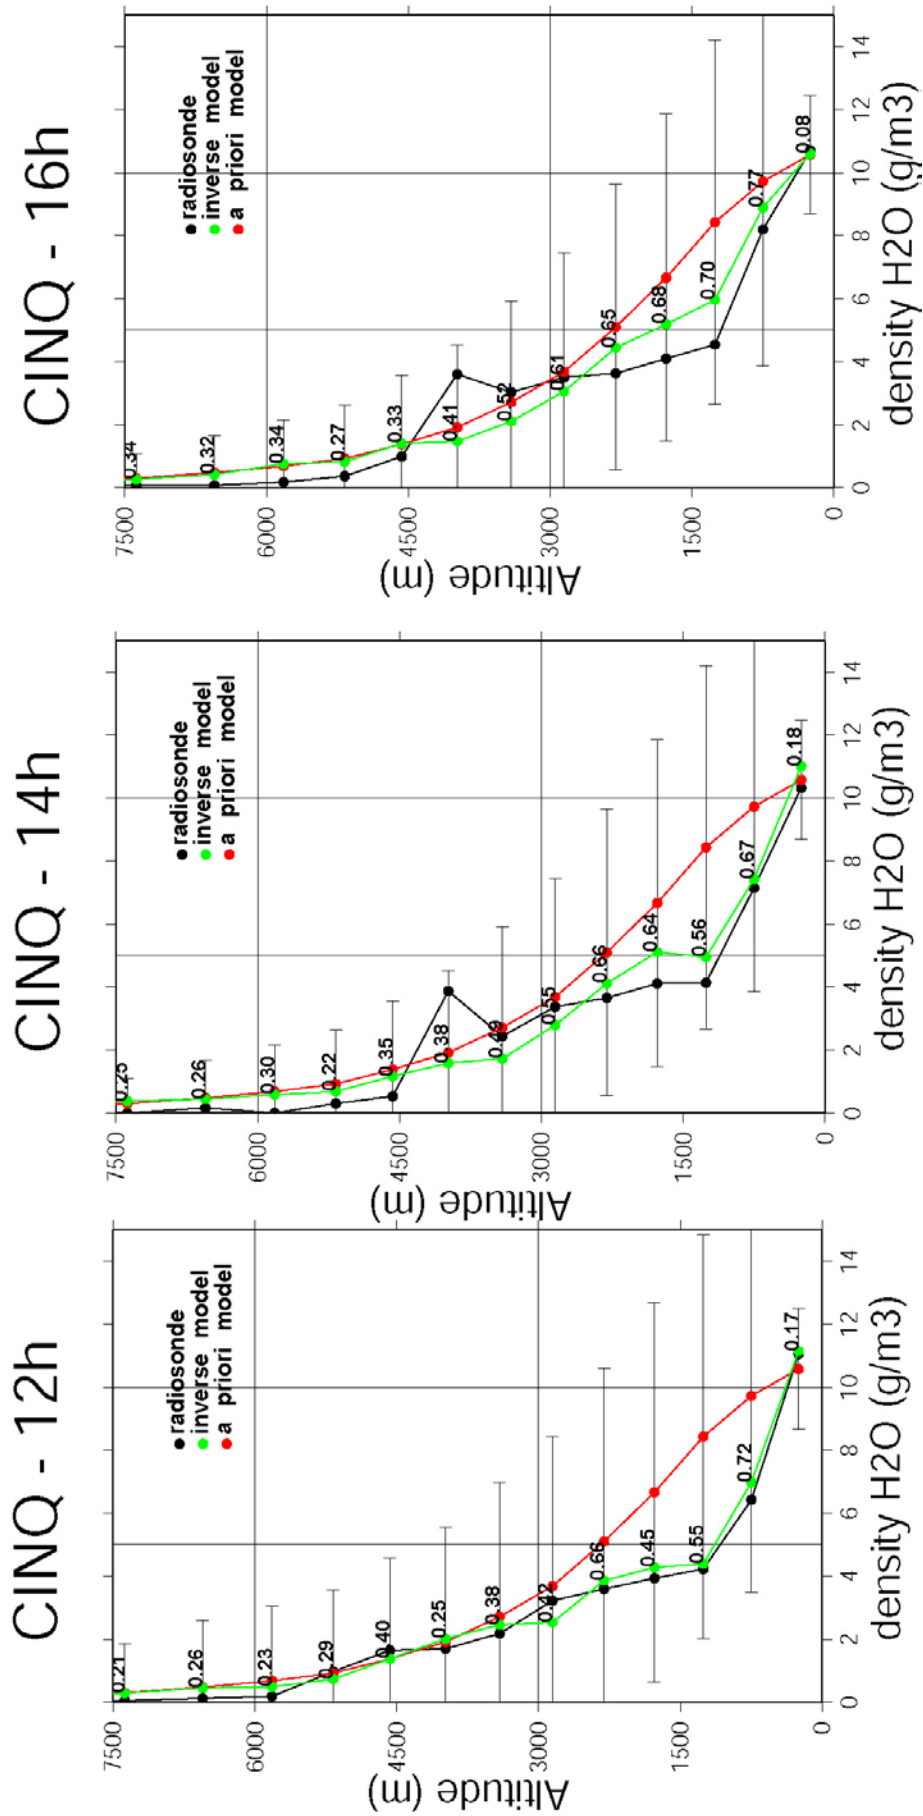 CINQ - 12h
radiosonde
inverse model
a priori model
7500
6000
4500
3000
1500
0
Altitude (m)
0.21
0.26
0.23
0.29
0.40
0.25
0.38
0.42
0.66
0.45
0.55
0.72
0.17
0 2 4 6 8 10 12 14
density H2O (g/m3)
CINQ - 14h
radiosonde
inverse model
a priori model
7500
6000
4500
3000
1500
0
Altitude (m)
0.25
0.26
0.30
0.22
0.35
0.38
0.49
0.55
0.66
0.64
0.56
0.67
0.18
0 2 4 6 8 10 12 14
density H2O (g/m3)
CINQ - 16h
radiosonde
inverse model
a priori model
7500
6000
4500
3000
1500
0
Altitude (m)
0.34
0.32
0.34
0.27
0.33
0.41
0.52
0.61
0.65
0.68
0.70
0.77
0.08
0 2 4 6 8 10 12 14
density H2O (g/m3)